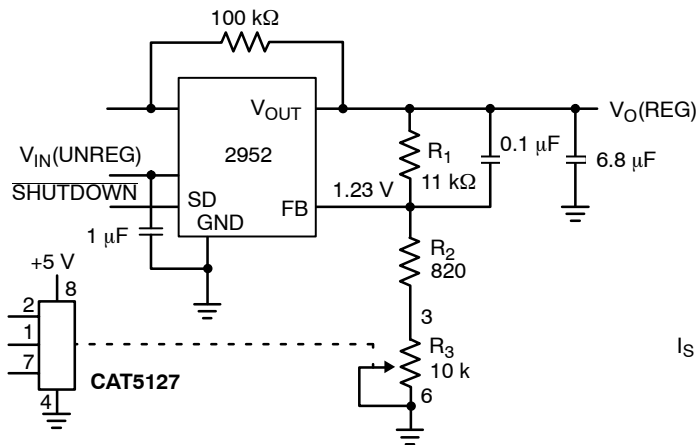 100 kΩ
VOUT
VO(REG)
VIN(UNREG)
2952
R1
11 kΩ
0.1 µF
6.8 µF
SHUTDOWN
SD
GND
FB
1.23 V
1 µF
R2
820
+5 V
8
2
1
7
4
CAT5127
3
R3
10 k
6
IS